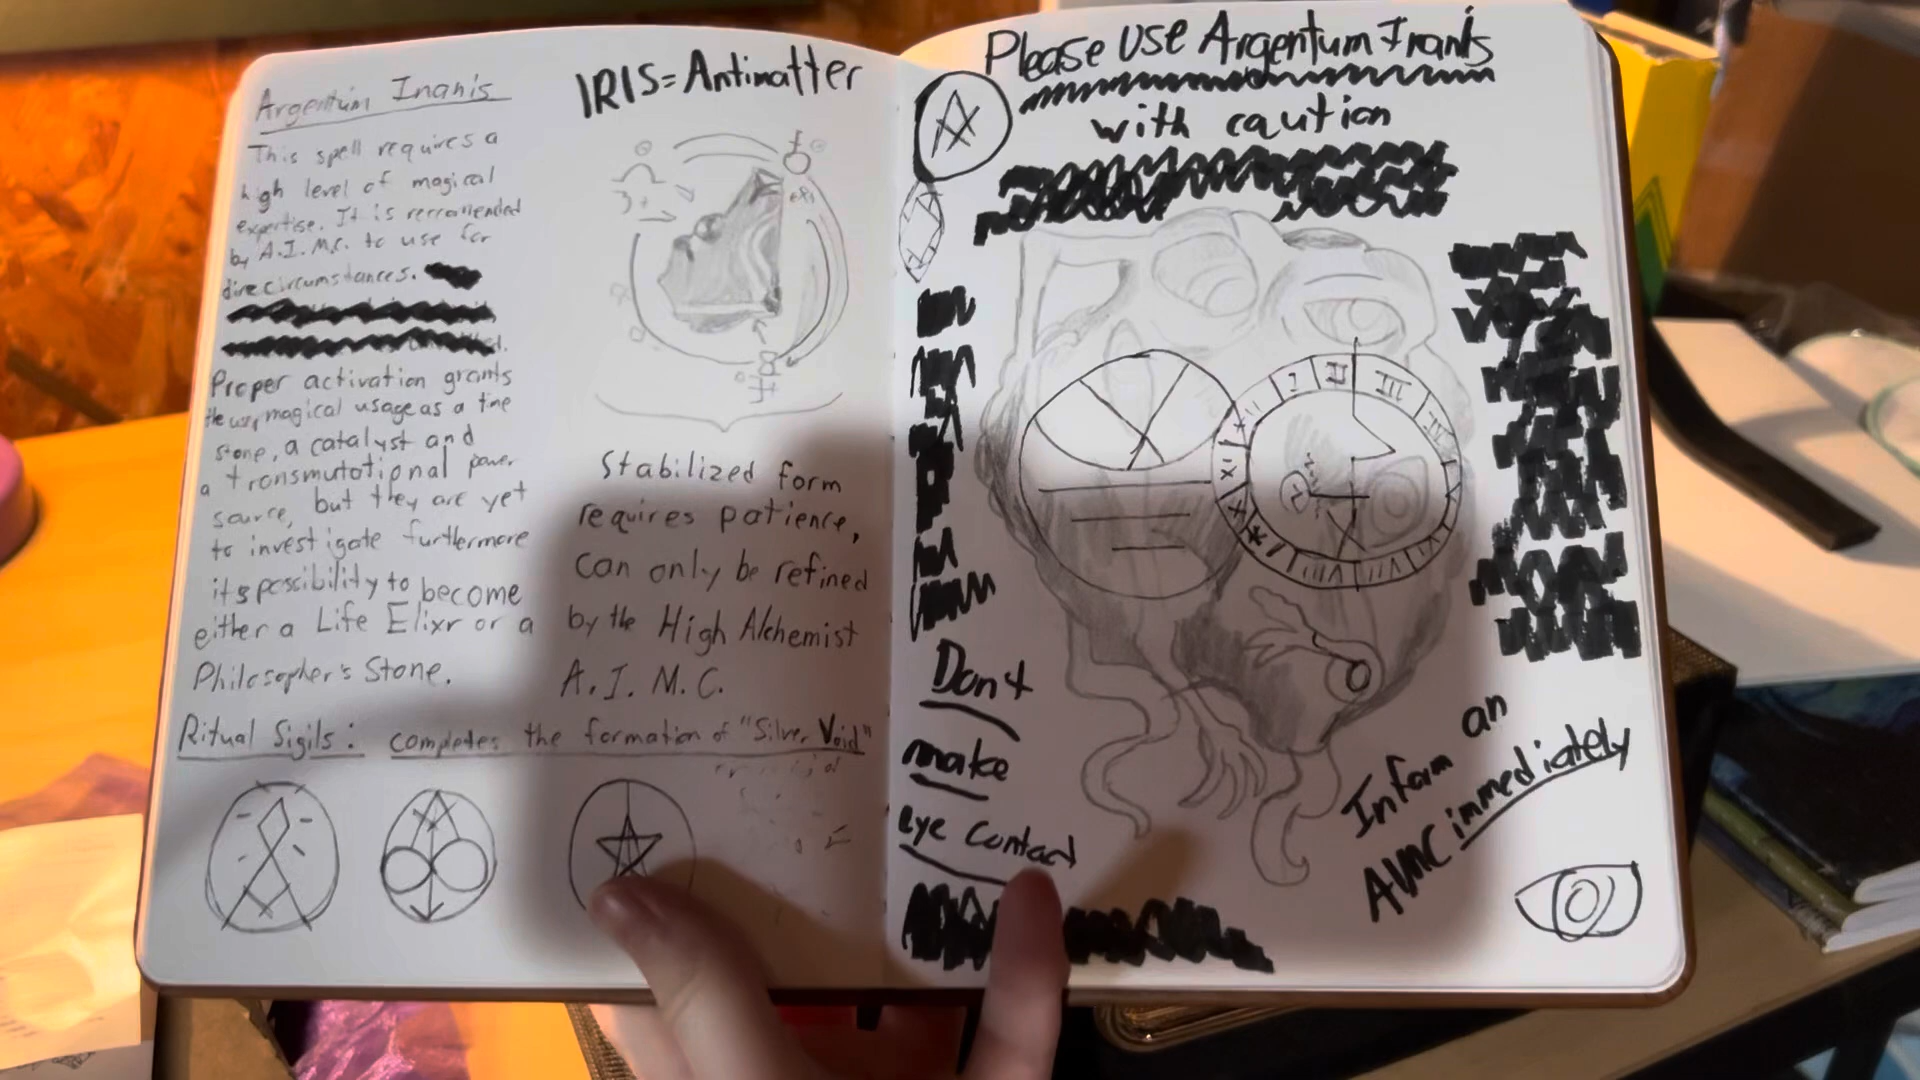 Argentum Inanis
This spell requires a
high level of magical
expertise. It is recromended
by A.I.M.C. to use for
dire circumstances.
Proper activation grants
the user magical usage as a time
stone, a catalyst and
a transmutational power
source, but they are yet
to investigate furthermore
its possibility to become
either a Life Elixr or a
Philosopher's Stone.
Ritual Sigils: completes the formation of "Silver Void"
IRIS=Antimatter
Stabilized form
requires patience,
can only be refined
by the High Alchemist
A.I.M.C.
Please Use Argentum Inanis
with caution
I II III IV
Don't
make
eye contact
Inform an
AIMC immediately